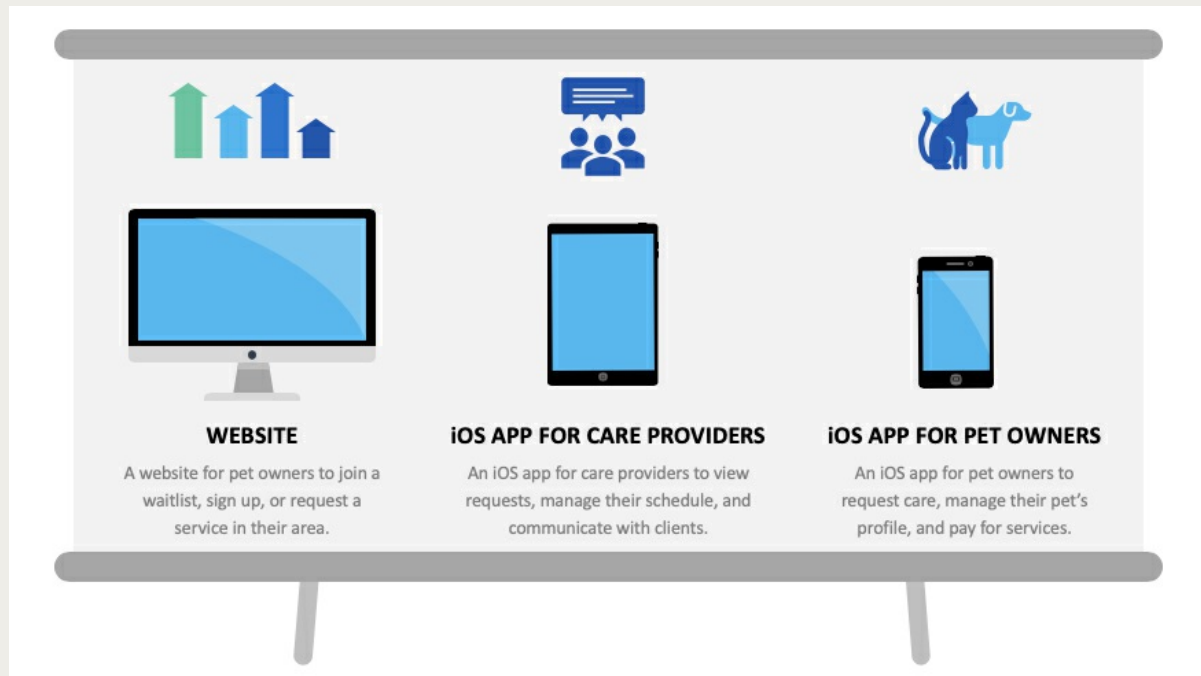 WEBSITE
A website for pet owners to join a
waitlist, sign up, or request a
service in their area.
iOS APP FOR CARE PROVIDERS
An iOS app for care providers to view
requests, manage their schedule, and
communicate with clients.
iOS APP FOR PET OWNERS
An iOS app for pet owners to
request care, manage their pet's
profile, and pay for services.